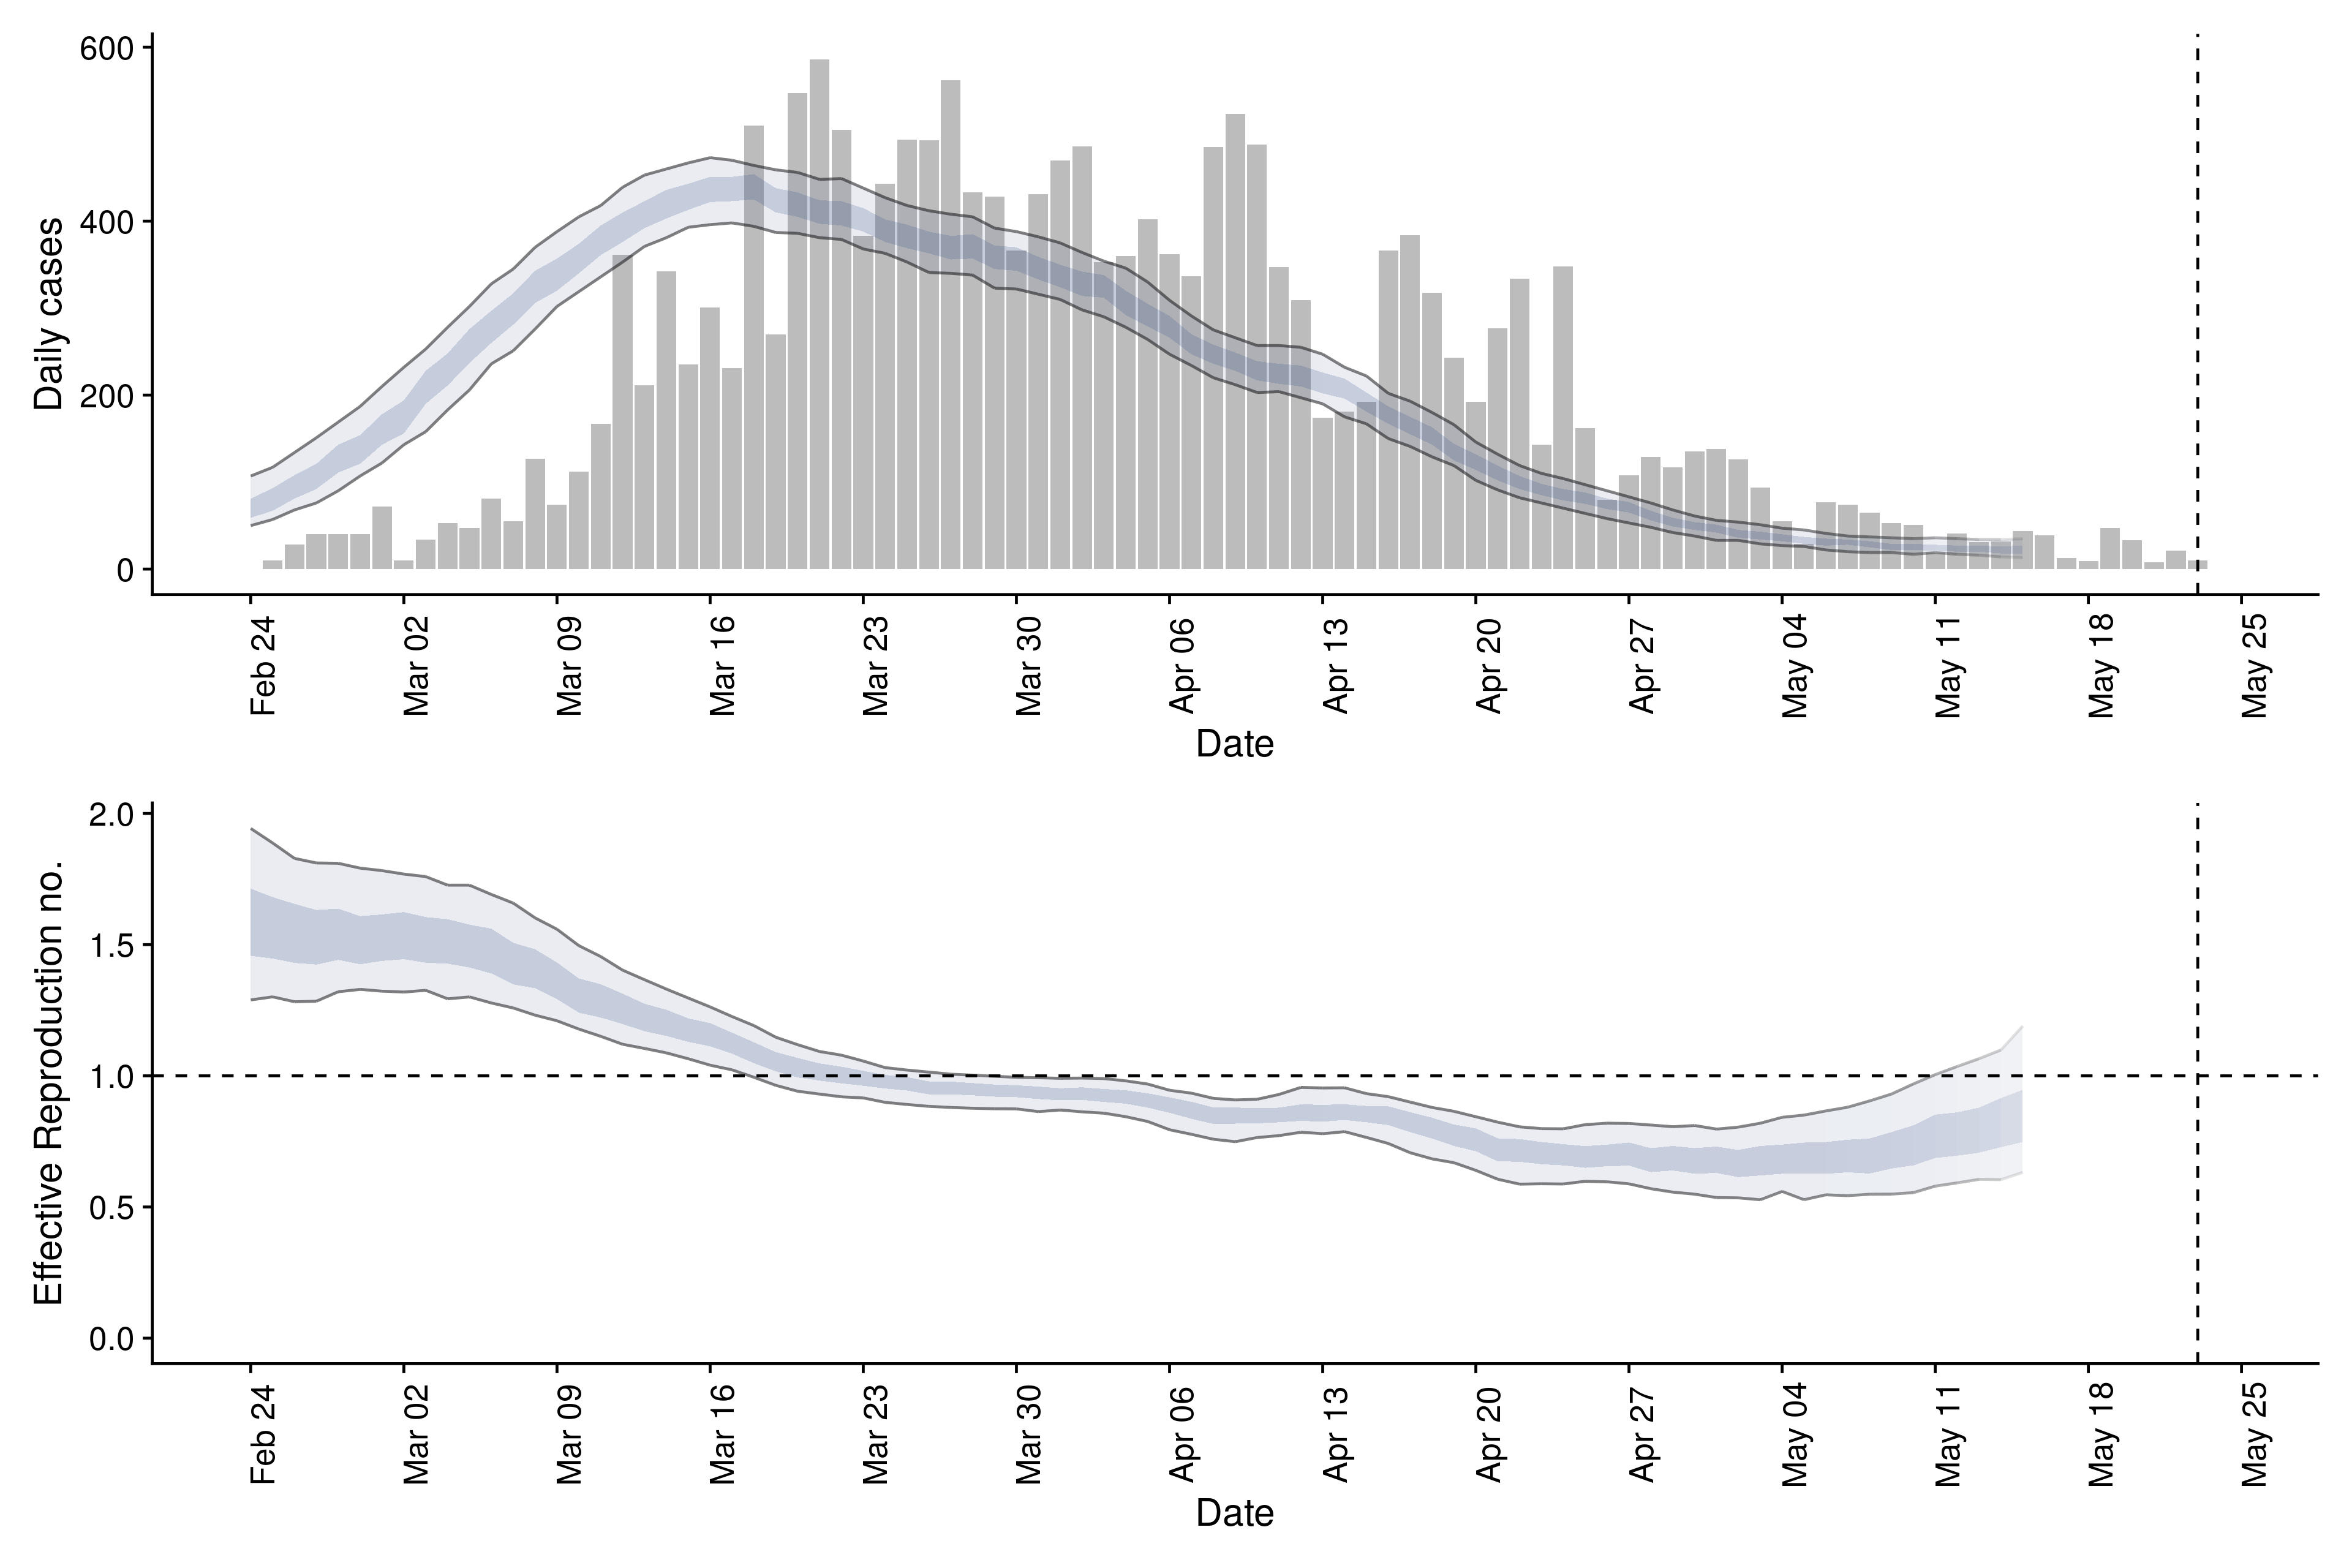 Daily cases
600
400
200
0
Feb 24
Mar 02
Mar 09
Mar 16
Mar 23
Mar 30
Apr 06
Apr 13
Apr 20
Apr 27
May 04
May 11
May 18
May 25
Date
Effective Reproduction no.
2.0
1.5
1.0
0.5
0.0
Feb 24
Mar 02
Mar 09
Mar 16
Mar 23
Mar 30
Apr 06
Apr 13
Apr 20
Apr 27
May 04
May 11
May 18
May 25
Date